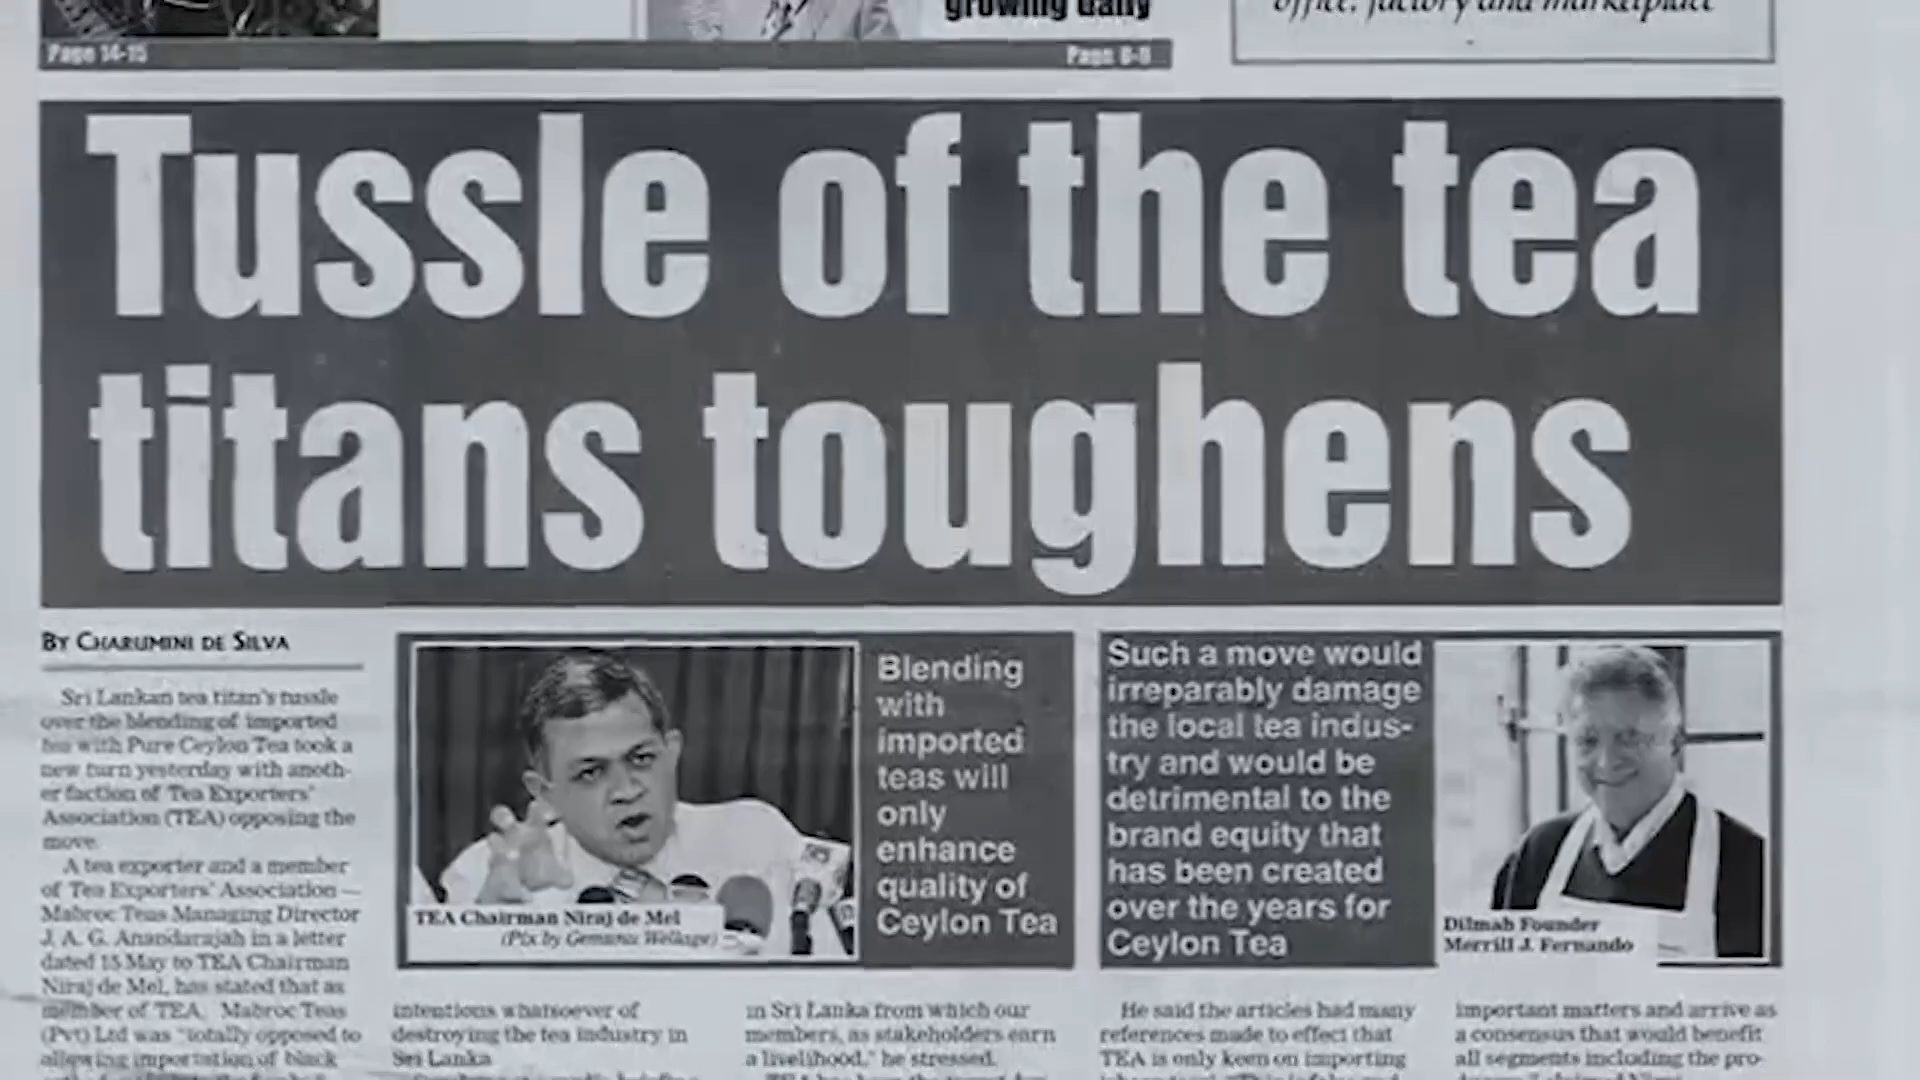 growing daily
office, factory and marketplace
Page 14-15
Page 8-9
Tussle of the tea
titans toughens
BY CHARUMINI DE SILVA
Sri Lankan tea titan's tussle
over the blending of imported
tea with Pure Ceylon Tea took a
new turn yesterday with anoth-
er faction of Tea Exporters'
Association (TEA) opposing the
move.
A tea exporter and a member
of Tea Exporters' Association —
Mabroc Teas Managing Director
J. A. G. Anandarajah in a letter
dated 15 May to TEA Chairman
Niraj de Mel, has stated that as
member of TEA, Mabroc Teas
(Pvt) Ltd was "totally opposed to
allowing importation of black
TEA Chairman Niraj de Mel
(Pix by Gemunu Wellage)
Blending
with
imported
teas will
only
enhance
quality of
Ceylon Tea
Such a move would
irreparably damage
the local tea indus-
try and would be
detrimental to the
brand equity that
has been created
over the years for
Ceylon Tea
Dilmah Founder
Merrill J. Fernando
intentions whatsoever of
destroying the tea industry in
Sri Lanka
in Sri Lanka from which our
members, as stakeholders earn
a livelihood," he stressed.
He said the articles had many
references made to effect that
TEA is only keen on importing
important matters and arrive as
a consensus that would benefit
all segments including the pro-